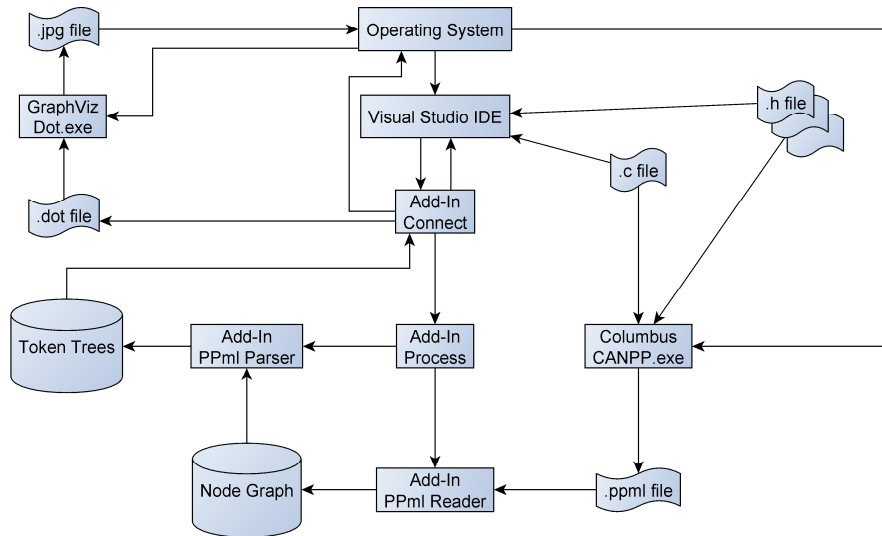 .jpg file
Operating System
GraphViz
Dot.exe
Visual Studio IDE
.h file
.c file
.dot file
Add-In
Connect
Token Trees
Add-In
PPml Parser
Add-In
Process
Columbus
CANPP.exe
Node Graph
Add-In
PPml Reader
.ppml file